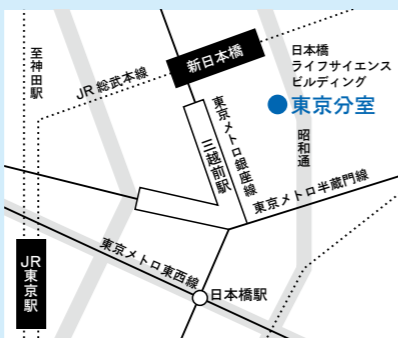 至神田駅
JR 総武本線
新日本橋
日本橋
ライフサイエンス
ビルディング
東京分室
昭和通
東京メトロ銀座線
三越前駅
東京メトロ半蔵門線
東京メトロ東西線
JR東京駅
日本橋駅